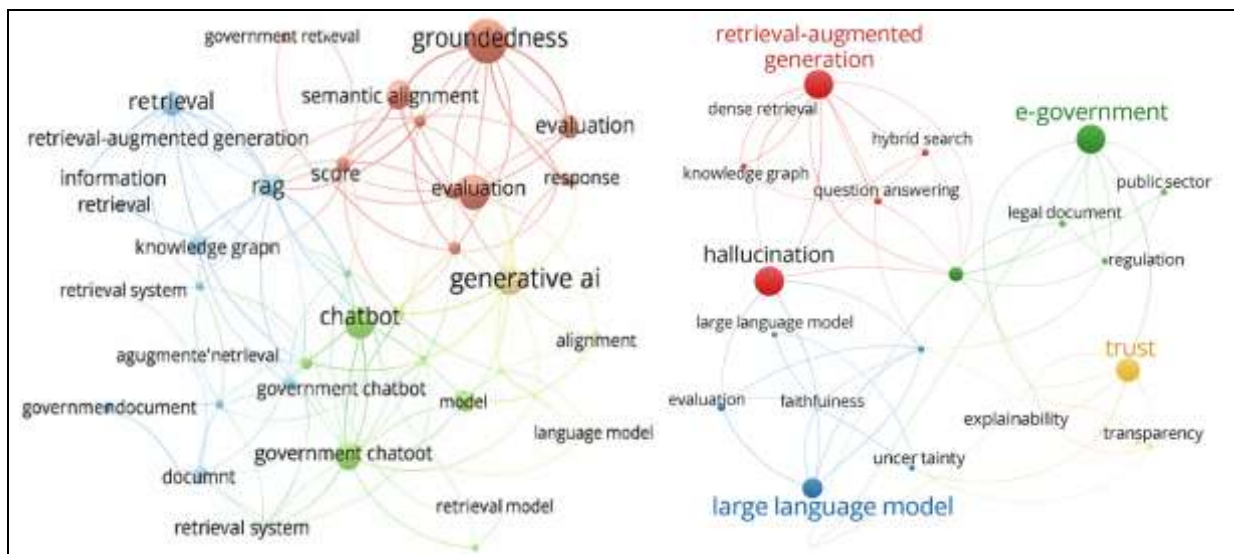 government retrieval
groundedness
retrieval
semantic alignment
retrieval-augmented generation
evaluation
information
retrieval
rag
score
evaluation
response
knowledge grapn
retrieval system
generative ai
chatbot
agugmente'netrieval
alignment
government chatbot
governmendocument
model
language model
government chatoot
documnt
retrieval model
retrieval system
retrieval-augmented
generation
dense retrieval
e-government
hybrid search
knowledge graph
question answering
public sector
legal document
hallucination
regulation
large language model
trust
evaluation
faithfuiness
explainability
transparency
uncer tainty
large language model